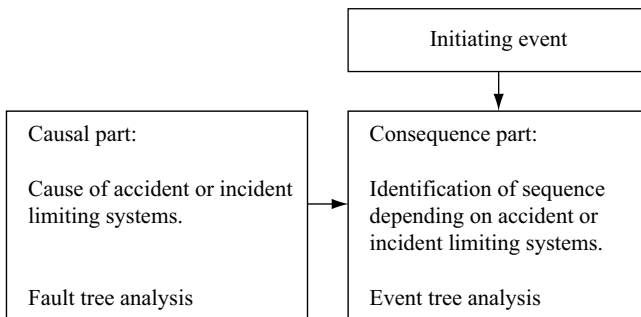 Initiating event
Causal part:
Cause of accident or incident
limiting systems.
Fault tree analysis
Consequence part:
Identification of sequence
depending on accident or
incident limiting systems.
Event tree analysis